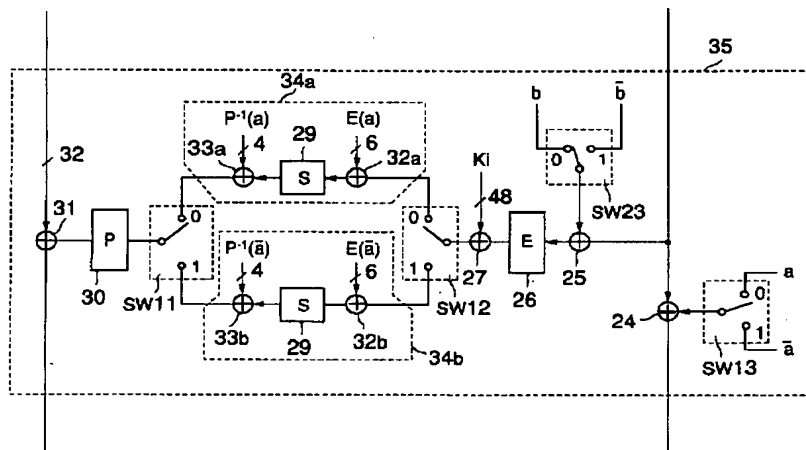 35
34a
b
b̄
P⁻¹(a)
E(a)
32
33a
4
29
6
32a
Ki
0
1
S
48
SW23
31
0
0
P
E
P⁻¹(ā)
E(ā)
25
a
30
1
4
6
1
27
26
0
SW11
SW12
24
S
1
33b
29
32b
ā
34b
SW13